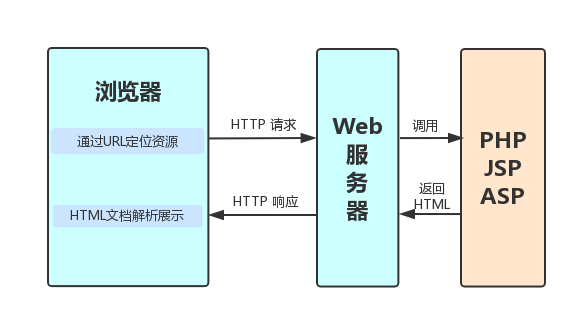 浏览器
通过URL定位资源
HTML文档解析展示
HTTP 请求
HTTP 响应
Web
服
务
器
调用
返回
HTML
PHP
JSP
ASP